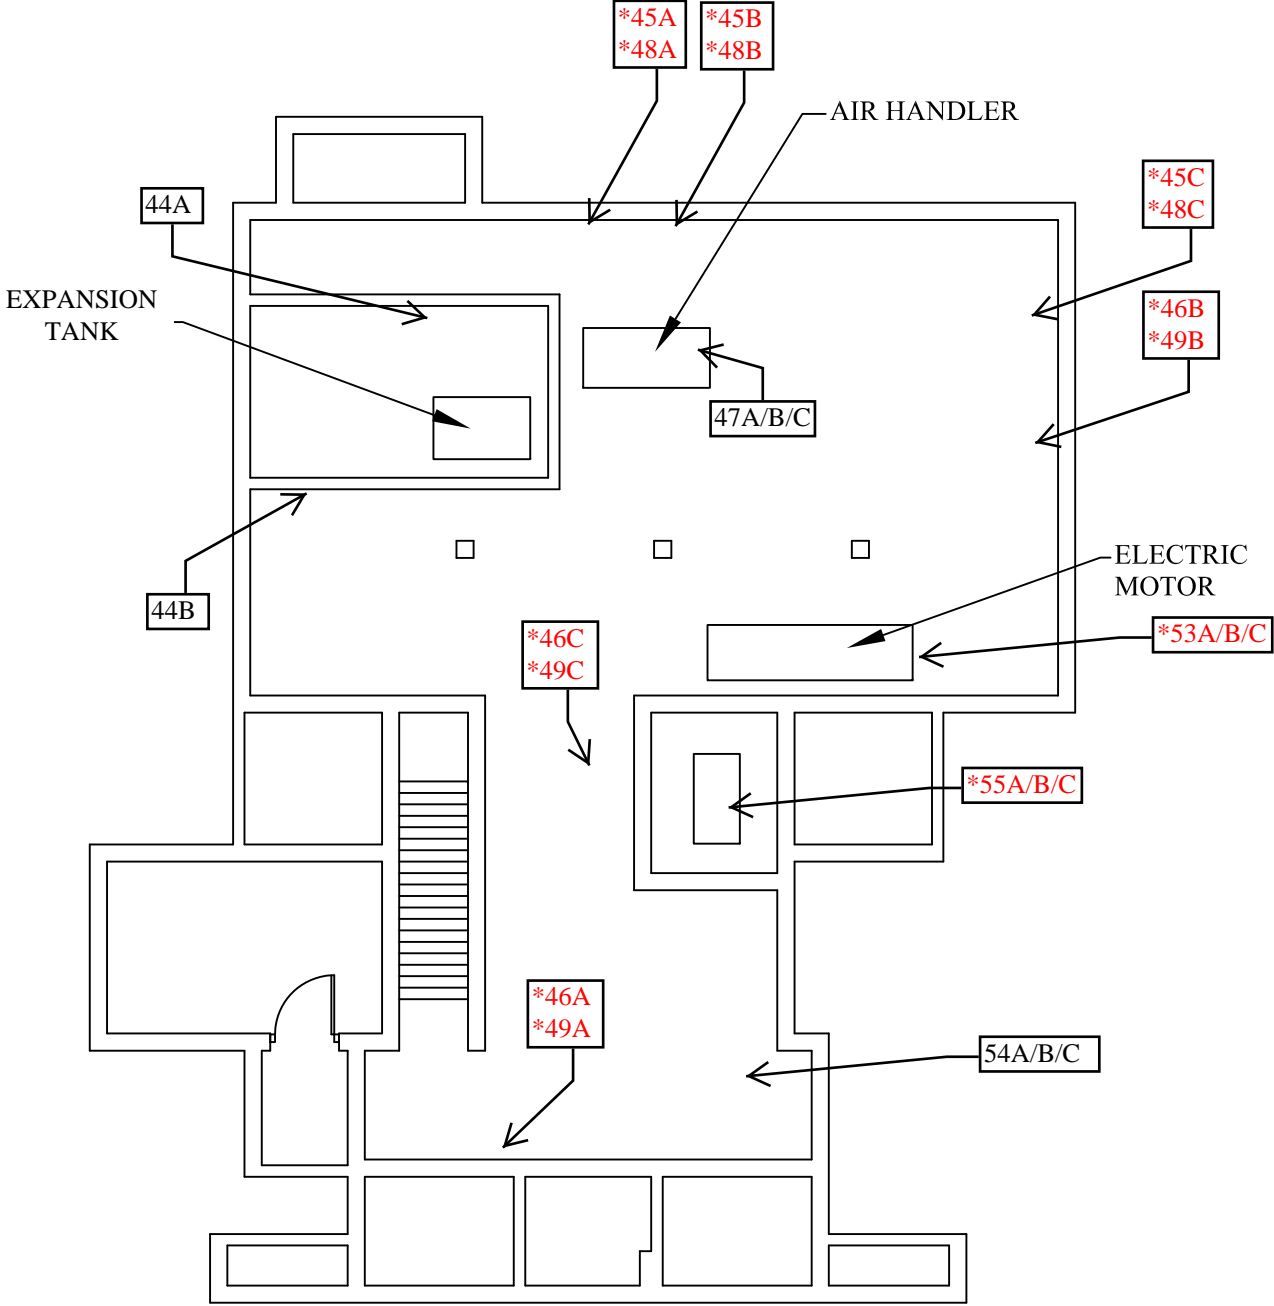 *45A
*48A
*45B
*48B
AIR HANDLER
*45C
*48C
44A
EXPANSION
TANK
*46B
*49B
47A/B/C
ELECTRIC
MOTOR
44B
*46C
*49C
*53A/B/C
*55A/B/C
*46A
*49A
54A/B/C